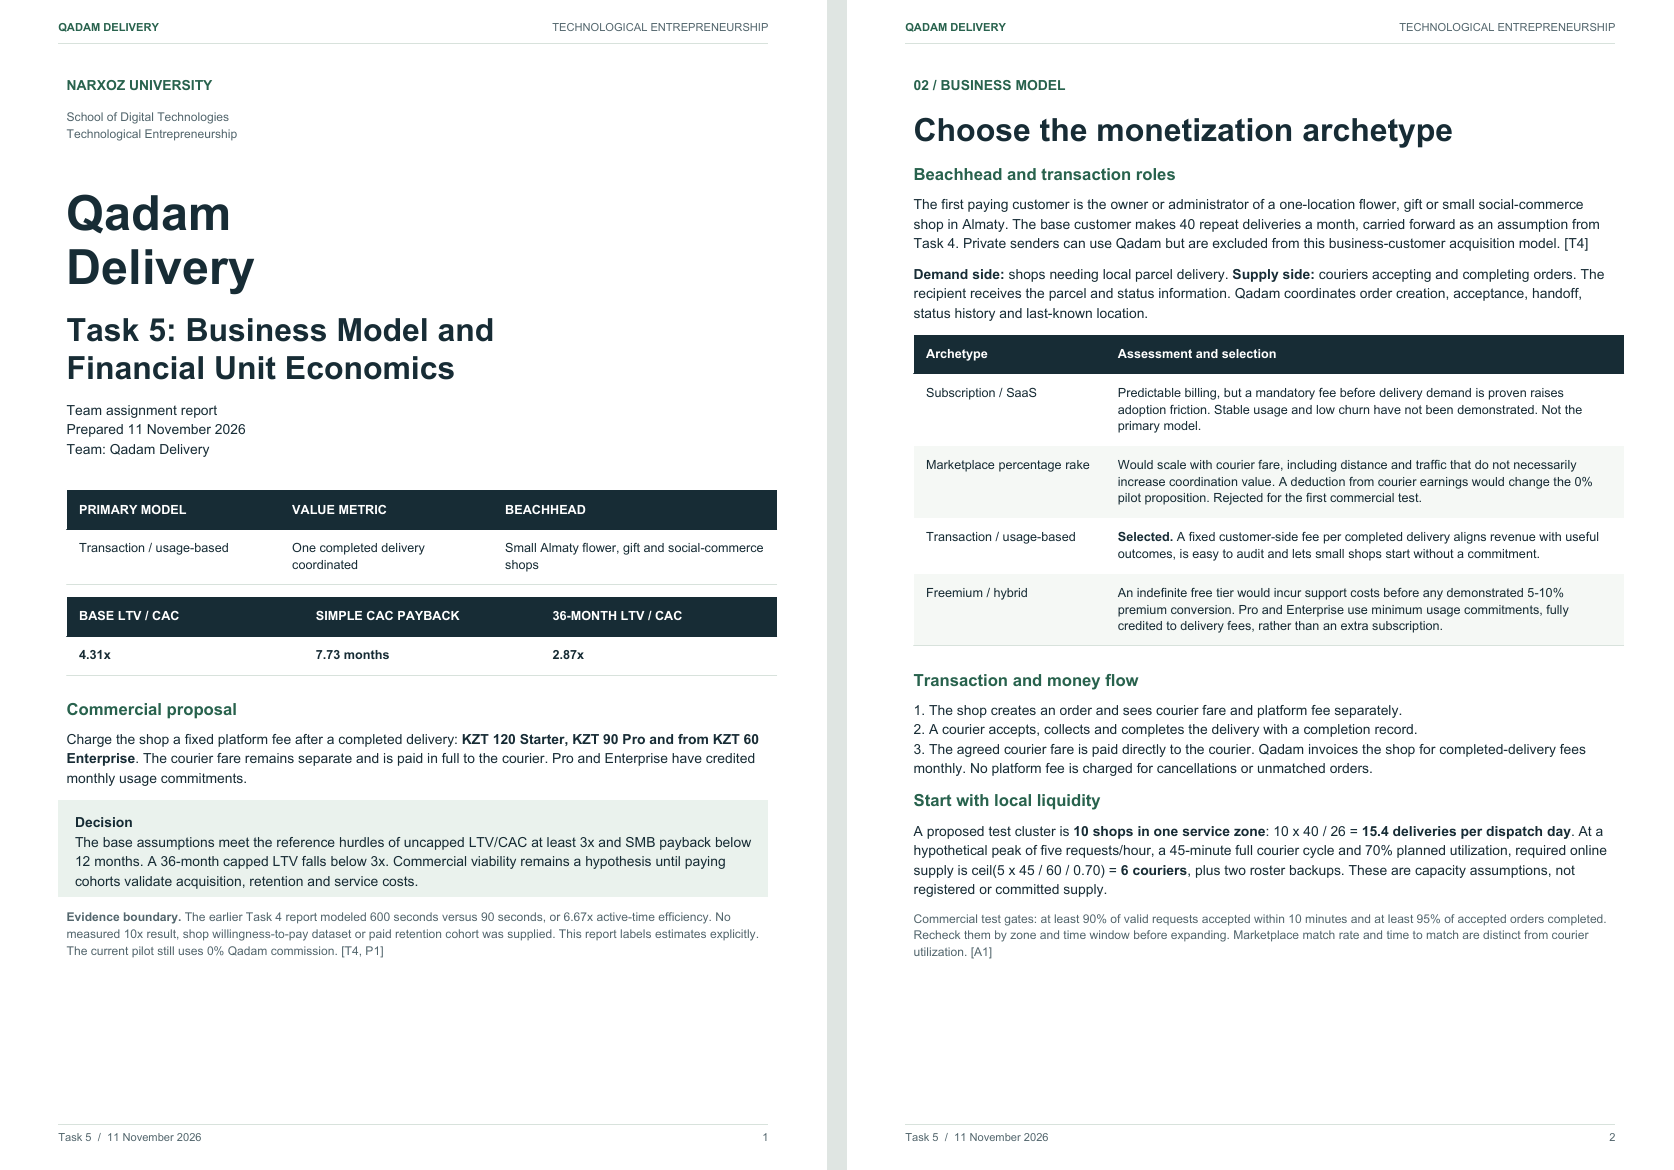 QADAM DELIVERY
TECHNOLOGICAL ENTREPRENEURSHIP
NARXOZ UNIVERSITY
School of Digital Technologies
Technological Entrepreneurship
Qadam
Delivery
Task 5: Business Model and
Financial Unit Economics
Team assignment report
Prepared 11 November 2026
Team: Qadam Delivery
PRIMARY MODEL VALUE METRIC BEACHHEAD
Transaction / usage-based One completed delivery Small Almaty flower, gift and social-commerce
coordinated shops
BASE LTV / CAC SIMPLE CAC PAYBACK 36-MONTH LTV / CAC
4.31x 7.73 months 2.87x
Commercial proposal
Charge the shop a fixed platform fee after a completed delivery: KZT 120 Starter, KZT 90 Pro and from KZT 60
Enterprise. The courier fare remains separate and is paid in full to the courier. Pro and Enterprise have credited
monthly usage commitments.
Decision
The base assumptions meet the reference hurdles of uncapped LTV/CAC at least 3x and SMB payback below
12 months. A 36-month capped LTV falls below 3x. Commercial viability remains a hypothesis until paying
cohorts validate acquisition, retention and service costs.
Evidence boundary. The earlier Task 4 report modeled 600 seconds versus 90 seconds, or 6.67x active-time efficiency. No
measured 10x result, shop willingness-to-pay dataset or paid retention cohort was supplied. This report labels estimates explicitly.
The current pilot still uses 0% Qadam commission. [T4, P1]
Task 5 / 11 November 2026
1
QADAM DELIVERY
TECHNOLOGICAL ENTREPRENEURSHIP
02 / BUSINESS MODEL
Choose the monetization archetype
Beachhead and transaction roles
The first paying customer is the owner or administrator of a one-location flower, gift or small social-commerce
shop in Almaty. The base customer makes 40 repeat deliveries a month, carried forward as an assumption from
Task 4. Private senders can use Qadam but are excluded from this business-customer acquisition model. [T4]
Demand side: shops needing local parcel delivery. Supply side: couriers accepting and completing orders. The
recipient receives the parcel and status information. Qadam coordinates order creation, acceptance, handoff,
status history and last-known location.
Archetype Assessment and selection
Subscription / SaaS Predictable billing, but a mandatory fee before delivery demand is proven raises
adoption friction. Stable usage and low churn have not been demonstrated. Not the
primary model.
Marketplace percentage rake Would scale with courier fare, including distance and traffic that do not necessarily
increase coordination value. A deduction from courier earnings would change the 0%
pilot proposition. Rejected for the first commercial test.
Transaction / usage-based Selected. A fixed customer-side fee per completed delivery aligns revenue with useful
outcomes, is easy to audit and lets small shops start without a commitment.
Freemium / hybrid An indefinite free tier would incur support costs before any demonstrated 5-10%
premium conversion. Pro and Enterprise use minimum usage commitments, fully
credited to delivery fees, rather than an extra subscription.
Transaction and money flow
1. The shop creates an order and sees courier fare and platform fee separately.
2. A courier accepts, collects and completes the delivery with a completion record.
3. The agreed courier fare is paid directly to the courier. Qadam invoices the shop for completed-delivery fees
monthly. No platform fee is charged for cancellations or unmatched orders.
Start with local liquidity
A proposed test cluster is 10 shops in one service zone: 10 x 40 / 26 = 15.4 deliveries per dispatch day. At a
hypothetical peak of five requests/hour, a 45-minute full courier cycle and 70% planned utilization, required online
supply is ceil(5 x 45 / 60 / 0.70) = 6 couriers, plus two roster backups. These are capacity assumptions, not
registered or committed supply.
Commercial test gates: at least 90% of valid requests accepted within 10 minutes and at least 95% of accepted orders completed.
Recheck them by zone and time window before expanding. Marketplace match rate and time to match are distinct from courier
utilization. [A1]
Task 5 / 11 November 2026
2